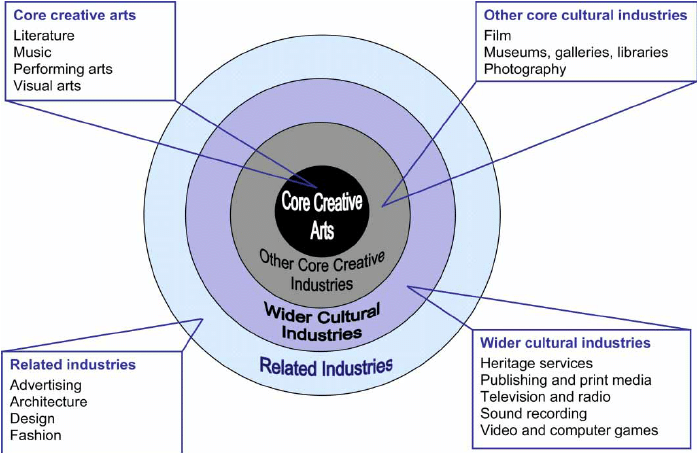 Core creative arts
Literature
Music
Performing arts
Visual arts
Other core cultural industries
Film
Museums, galleries, libraries
Photography
Core Creative
Arts
Other Core Creative
Industries
Wider Cultural
Industries
Related Industries
Related industries
Advertising
Architecture
Design
Fashion
Wider cultural industries
Heritage services
Publishing and print media
Television and radio
Sound recording
Video and computer games